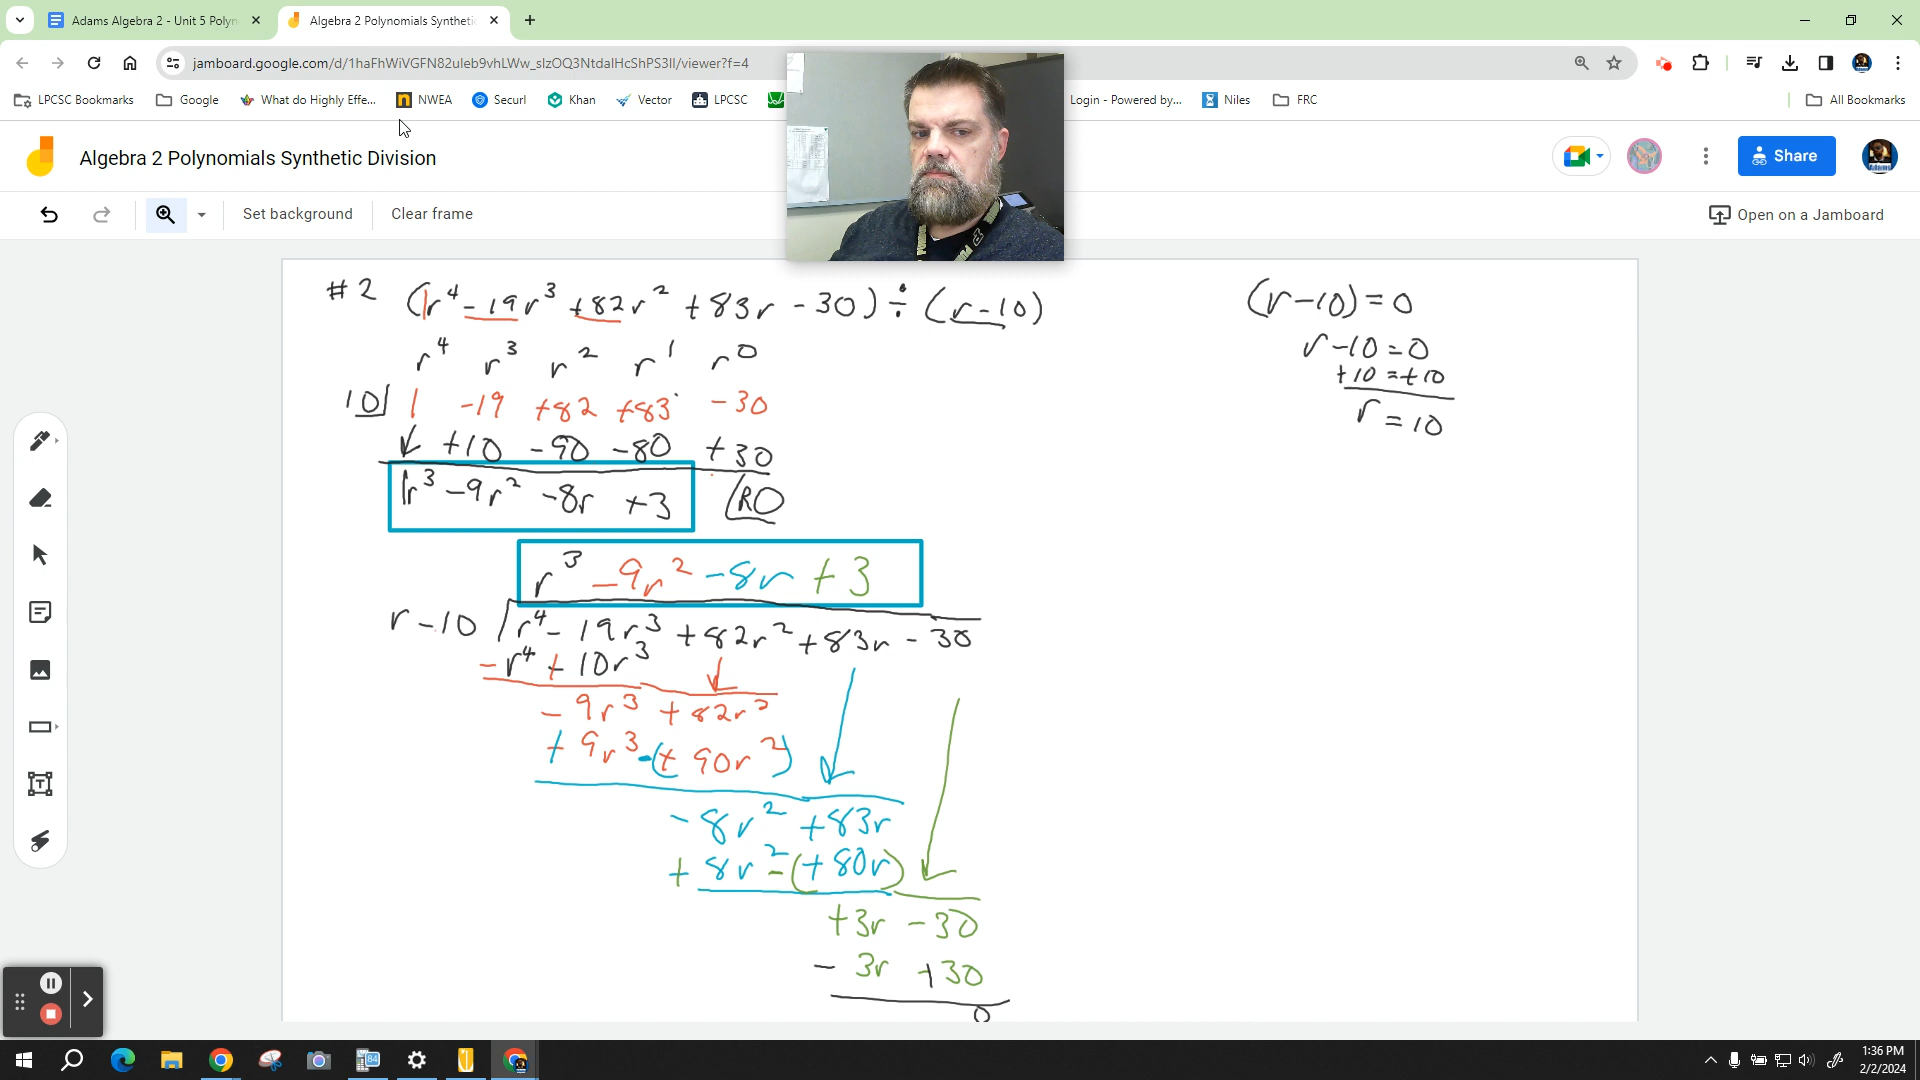 Adams Algebra 2 - Unit 5 Polyn
Algebra 2 Polynomials Synthetic
jamboard.google.com/d/1haFhWiVGFN82uleb9vhLWw_slzOQ3NtdalHcShPS3lI/viewer?f=4
LPCSC Bookmarks
Google
What do Highly Effe...
NWEA
Securl
Khan
Vector
LPCSC
Login - Powered by...
Niles
FRC
All Bookmarks
Algebra 2 Polynomials Synthetic Division
Share
Set background
Clear frame
Open on a Jamboard
#2 (1r⁴ - 19r³ + 82r² + 83r - 30) ÷ (r - 10)
r⁴ r³ r² r¹ r⁰
10| 1 -19 +82 +83 -30
↓ +10 -90 -80 +30
1r³ - 9r² - 8r + 3 R0
(r - 10) = 0
r - 10 = 0
+10 = +10
r = 10
r³ - 9r² - 8r + 3
r - 10 r⁴ - 19r³ + 82r² + 83r - 30
- r⁴ + 10r³
- 9r³ + 82r²
+ 9r³ - (+ 90r²)
- 8r² + 83r
+ 8r² - (+ 80r)
+3r - 30
- 3r + 30
0
84
1:36 PM
2/2/2024